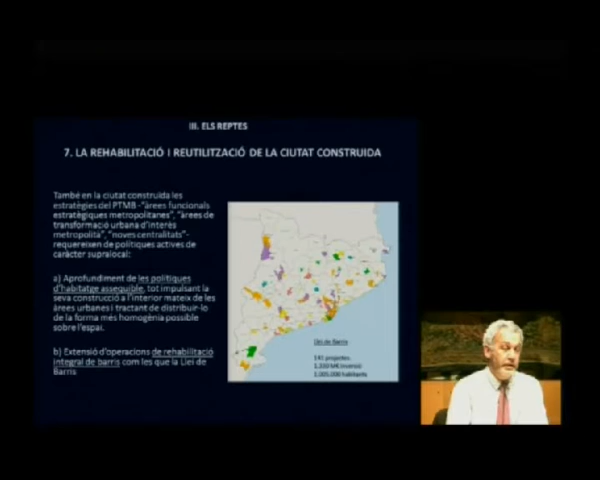 III. ELS REPTES
7. LA REHABILITACIÓ I REUTILITZACIÓ DE LA CIUTAT CONSTRUIDA
També en la ciutat construïda les
estratègies del PTMB -"àrees funcionals
estratègiques metropolitanes", "àrees de
transformació urbana d'interès
metropolità", "noves centralitats"-
requereixen de polítiques actives de
caràcter supralocal:
a) Aprofundiment de les polítiques
d'habitatge assequible, tot impulsant la
seva construcció a l'interior mateix de les
àrees urbanes i tractant de distribuir-lo
de la forma més homogènia possible
sobre l'espai.
b) Extensió d'operacions de rehabilitació
integral de barris com les que la Llei de
Barris
Llei de Barris
projectes.
inversió
habitants